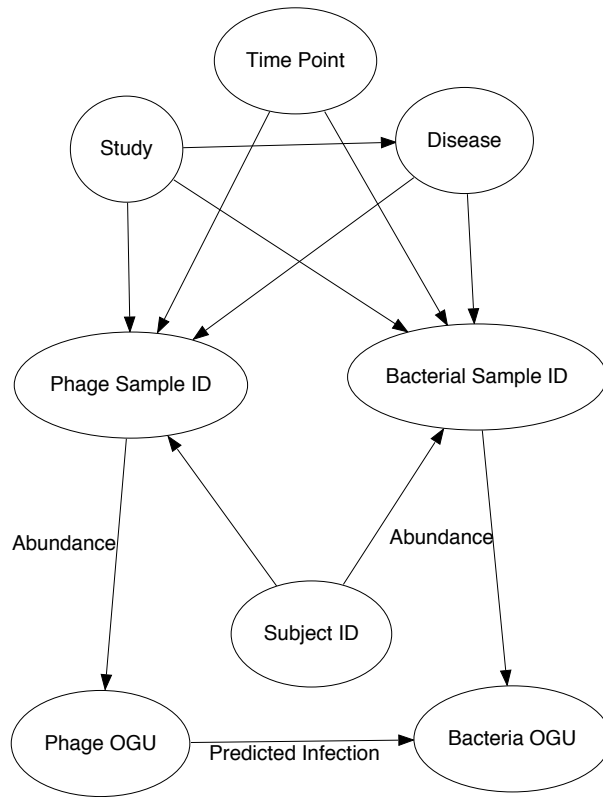 Time Point
Study
Disease
Phage Sample ID
Bacterial Sample ID
Abundance
Abundance
Subject ID
Phage OGU
Predicted Infection
Bacteria OGU